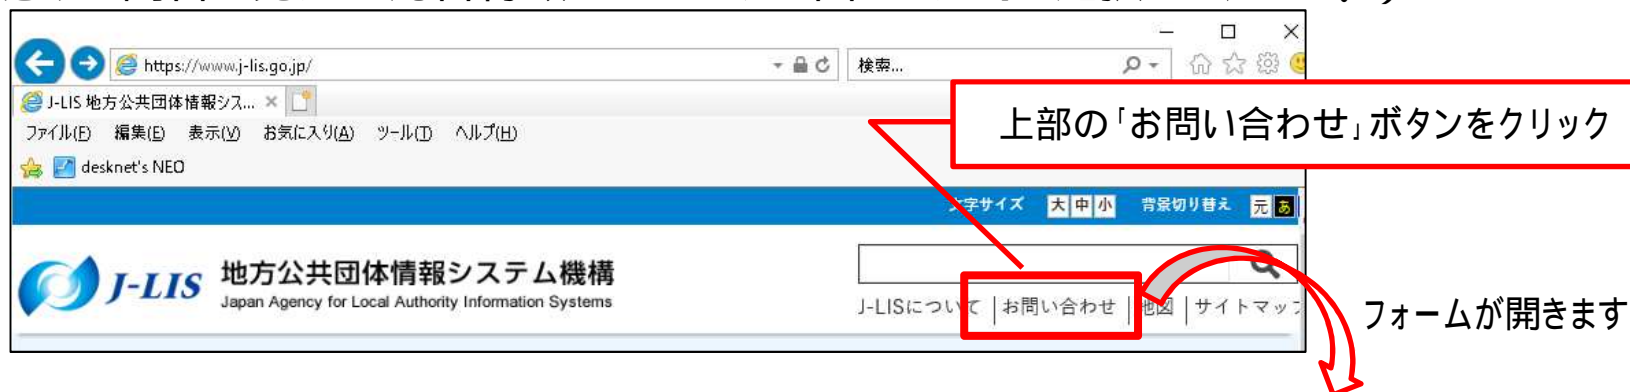 https://www.j-lis.go.jp/
検索...
J-LIS 地方公共団体情報シス...
ファイル(F) 編集(E) 表示(V) お気に入り(A) ツール(T) ヘルプ(H)
desknet's NEO
上部の「お問い合わせ」ボタンをクリック
文字サイズ 大 中 小 背景切り替え 元 あ
J-LIS 地方公共団体情報システム機構
Japan Agency for Local Authority Information Systems
J-LISについて お問い合わせ 地図 サイトマップ
フォームが開きます